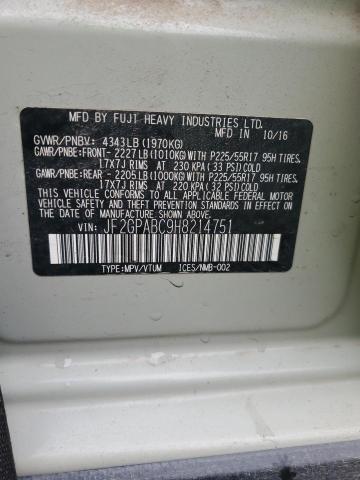 MFD BY FUJI HEAVY INDUSTRIES LTD.
GVWR/PNBV: 4343LB(1970KG) MFD IN 10/16
GAWR/PNBE:FRONT-2227LB(1010KG)WITH P225/55R17 95H TIRES,
17X7J RIMS AT 230 KPA(33 PSI)COLD
GAWR/PNBE:REAR -2205LB(1000KG)WITH P225/55R17 95H TIRES,
17X7J RIMS AT 220 KPA(32 PSI)COLD
THIS VEHICLE CONFORMS TO ALL APPLICABLE FEDERAL MOTOR
VEHICLE SAFETY STANDARDS IN EFFECT ON THE DATE OF
MANUFACTURE SHOWN ABOVE.
VIN: JF2GPABC9H8214751
TYPE:MPV/VTUM ICES/NMB-002